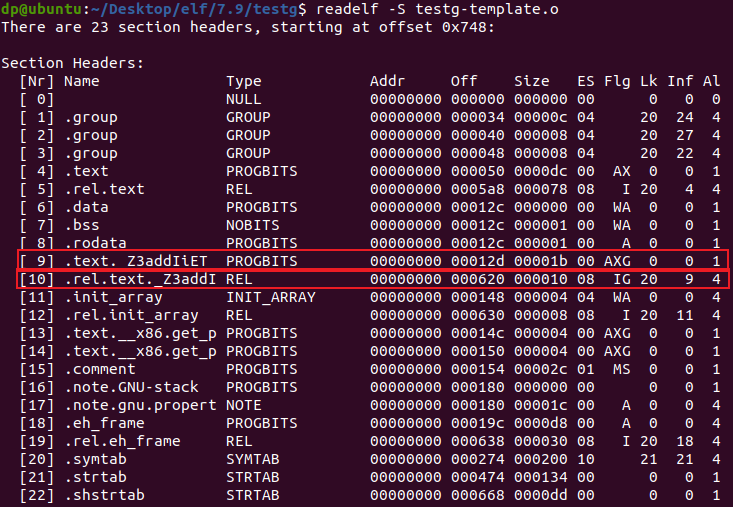 dp@ubuntu:~/Desktop/elf/7.9/testg$ readelf -S testg-template.o
There are 23 section headers, starting at offset 0x748:

Section Headers:
  [Nr] Name              Type            Addr     Off    Size   ES Flg Lk Inf Al
  [ 0]                   NULL            00000000 000000 000000 00      0   0  0
  [ 1] .group            GROUP           00000000 000034 00000c 04     20  24  4
  [ 2] .group            GROUP           00000000 000040 000008 04     20  27  4
  [ 3] .group            GROUP           00000000 000048 000008 04     20  22  4
  [ 4] .text             PROGBITS        00000000 000050 0000dc 00  AX  0   0  1
  [ 5] .rel.text         REL             00000000 0005a8 000078 08   I 20   4  4
  [ 6] .data             PROGBITS        00000000 00012c 000000 00  WA  0   0  1
  [ 7] .bss              NOBITS          00000000 00012c 000001 00  WA  0   0  1
  [ 8] .rodata           PROGBITS        00000000 00012c 000001 00   A  0   0  1
  [ 9] .text._Z3addIiET  PROGBITS        00000000 00012d 00001b 00 AXG  0   0  1
  [10] .rel.text._Z3addI REL             00000000 000620 000010 08  IG 20   9  4
  [11] .init_array       INIT_ARRAY      00000000 000148 000004 04  WA  0   0  4
  [12] .rel.init_array   REL             00000000 000630 000008 08   I 20  11  4
  [13] .text.__x86.get_p PROGBITS        00000000 00014c 000004 00 AXG  0   0  1
  [14] .text.__x86.get_p PROGBITS        00000000 000150 000004 00 AXG  0   0  1
  [15] .comment          PROGBITS        00000000 000154 00002c 01  MS  0   0  1
  [16] .note.GNU-stack   PROGBITS        00000000 000180 000000 00      0   0  1
  [17] .note.gnu.propert NOTE            00000000 000180 00001c 00   A  0   0  4
  [18] .eh_frame         PROGBITS        00000000 00019c 0000d8 00   A  0   0  4
  [19] .rel.eh_frame     REL             00000000 000638 000030 08   I 20  18  4
  [20] .symtab           SYMTAB          00000000 000274 000200 10     21  21  4
  [21] .strtab           STRTAB          00000000 000474 000134 00      0   0  1
  [22] .shstrtab         STRTAB          00000000 000668 0000dd 00      0   0  1